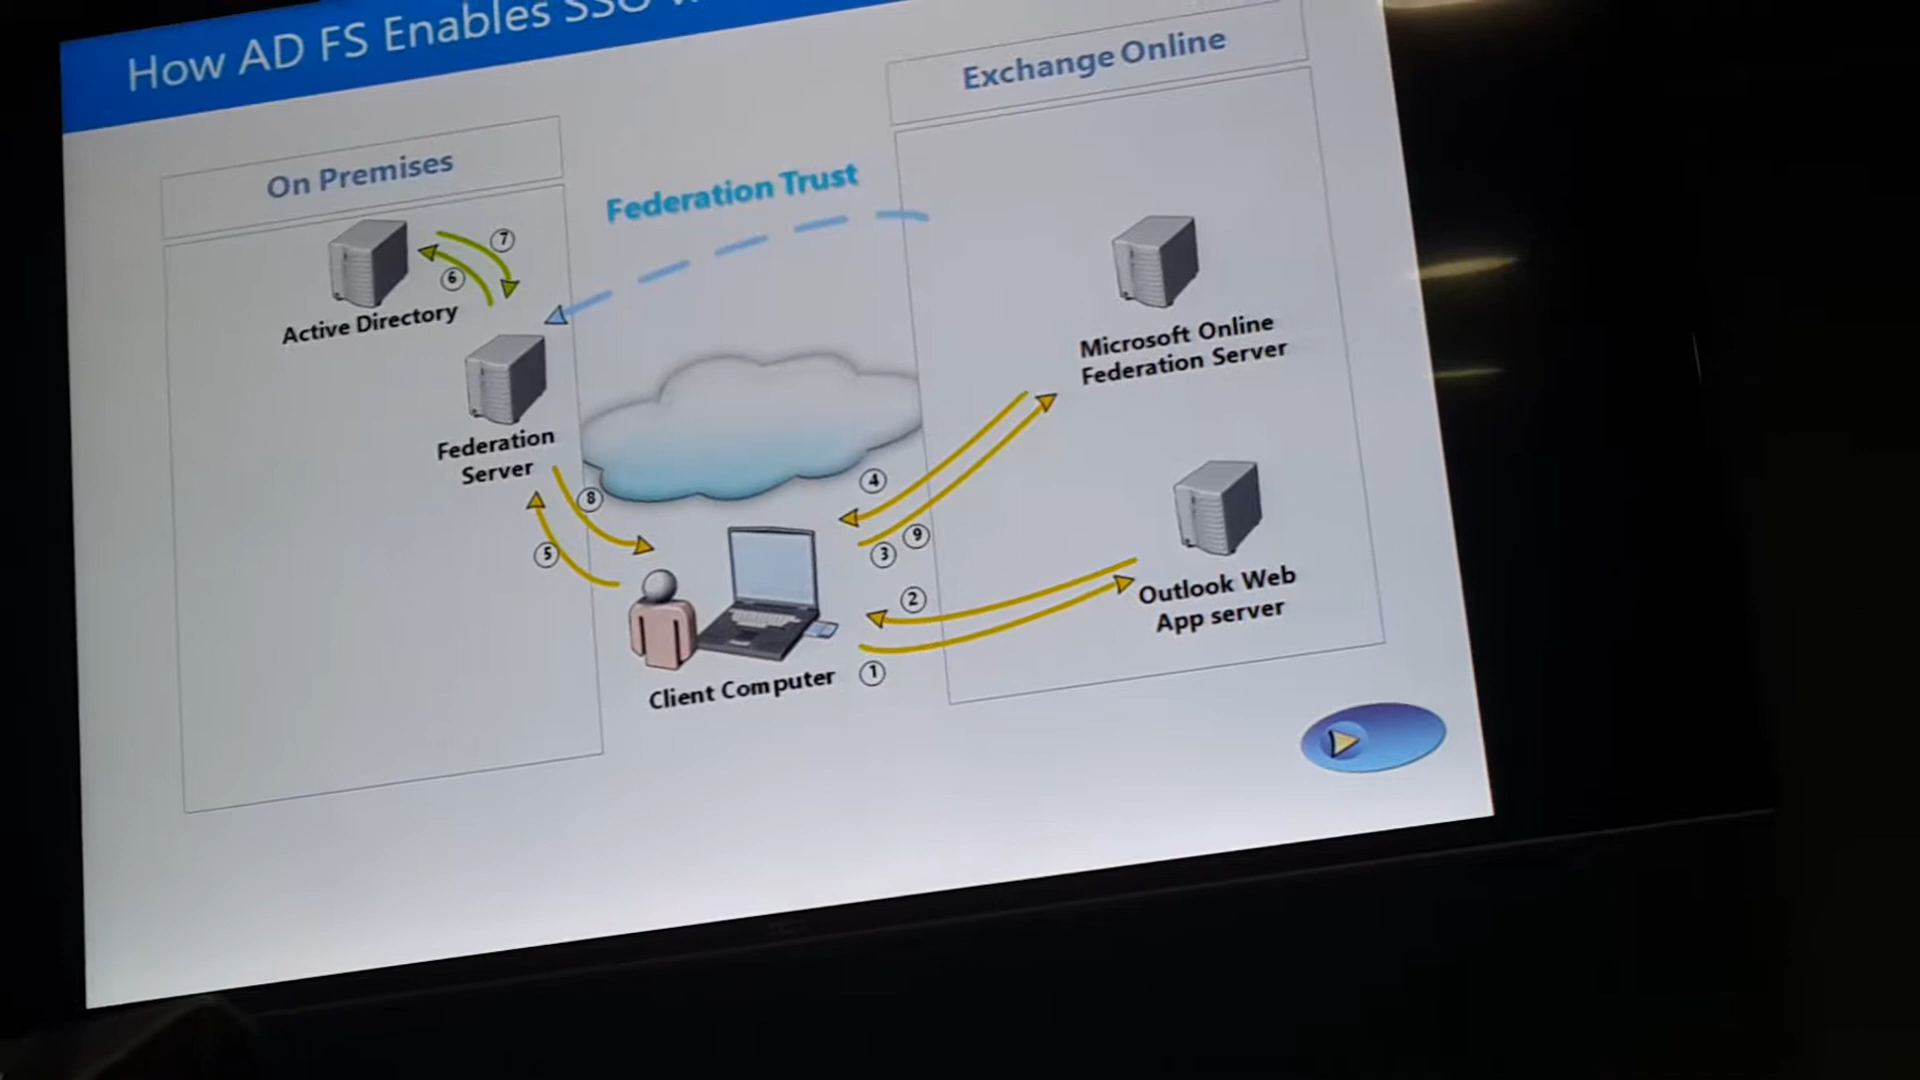 How AD FS Enables SSO
On Premises
Exchange Online
Federation Trust
7
6
Active Directory
Microsoft Online
Federation Server
Federation
Server
8
5
4
3
9
2
1
Outlook Web
App server
Client Computer